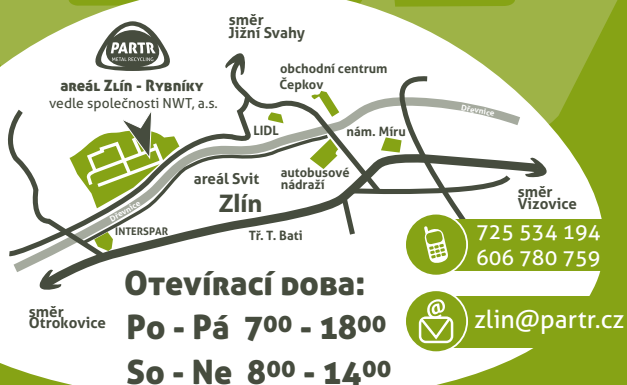 směr
Jižní Svahy
PARTR
METAL RECYCLING
areál Zlín - Rybníky
vedle společnosti NWT, a.s.
obchodní centrum
Čepkov
Dřevnice
LIDL
nám. Míru
areál Svit
autobusové
nádraží
Zlín
směr
Vizovice
Dřevnice
INTERSPAR
Tř. T. Bati
725 534 194
606 780 759
směr
Otrokovice
Otevírací doba:
Po - Pá 7⁰⁰ - 18⁰⁰
@
zlin@partr.cz
So - Ne 8⁰⁰ - 14⁰⁰